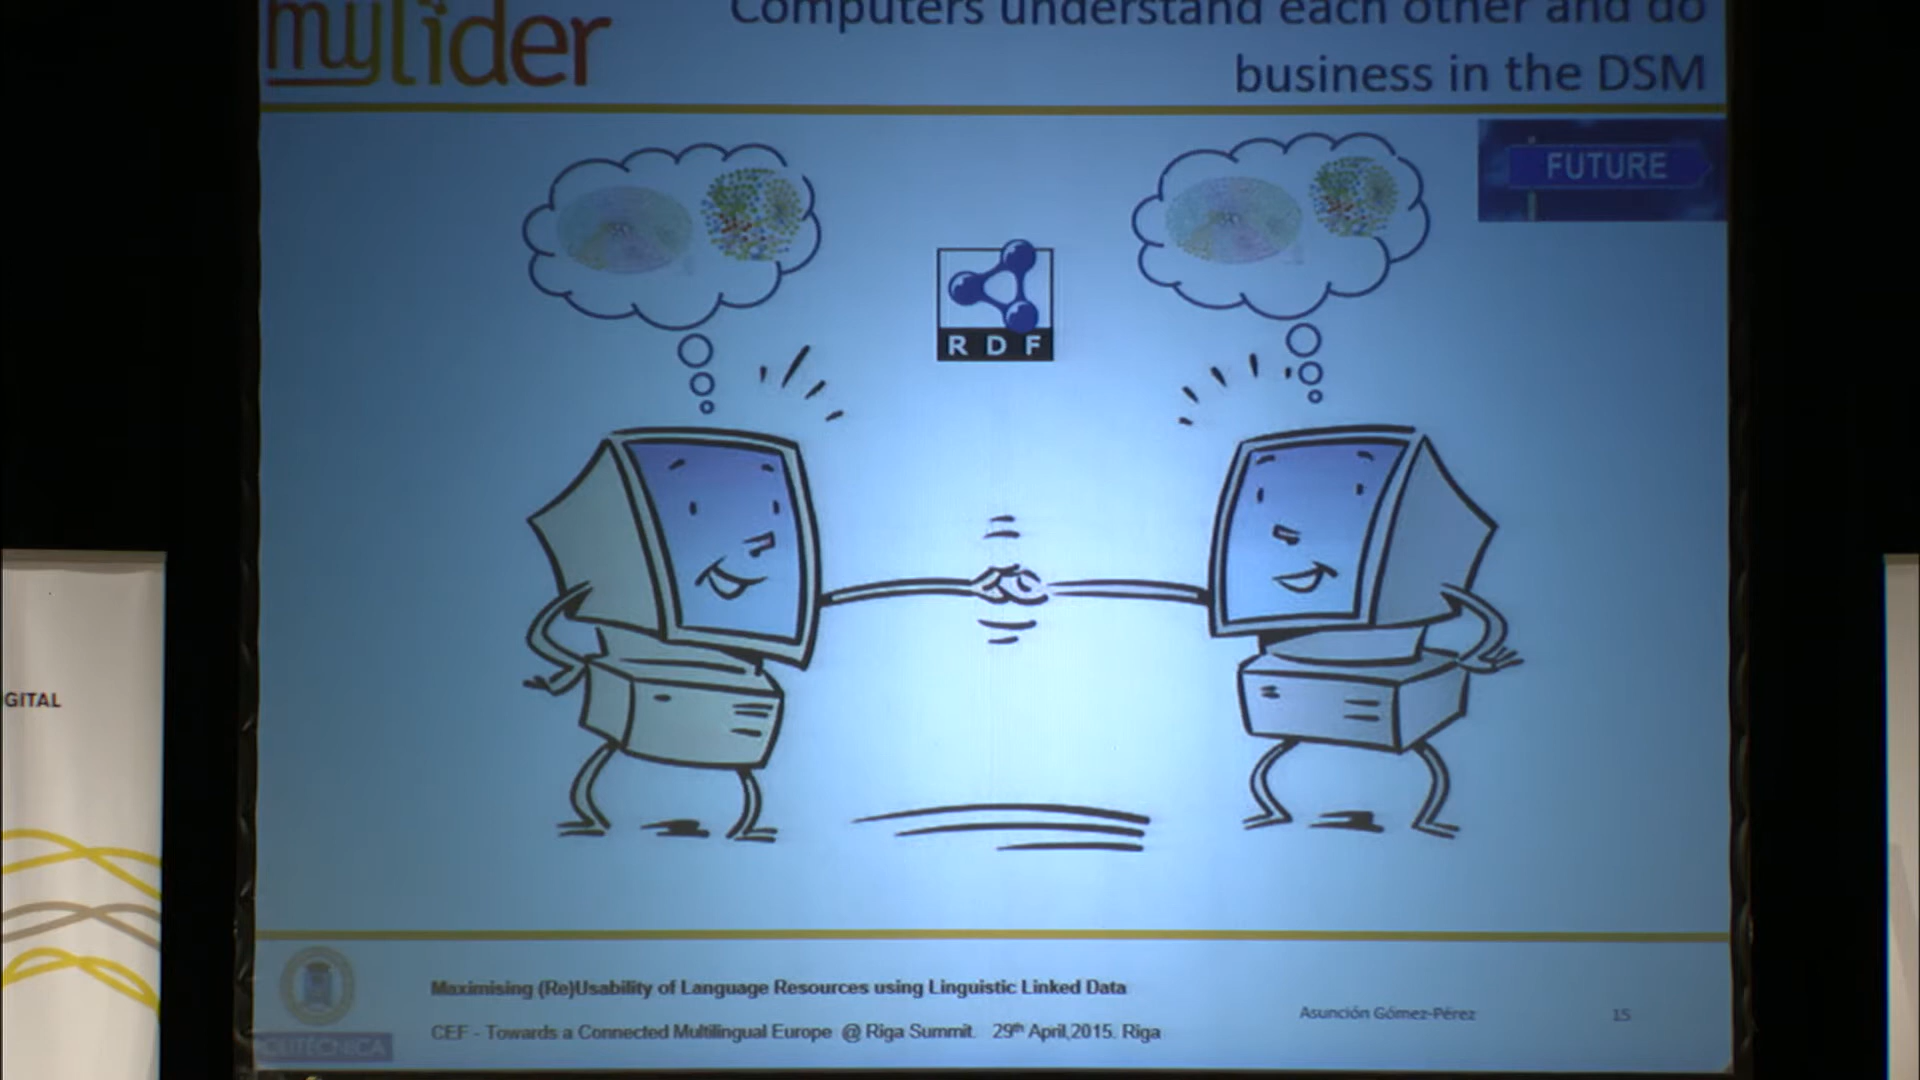 mylider
Computers understand each other and do
business in the DSM
FUTURE
RDF
GITAL
Maximising (Re)Usability of Language Resources using Linguistic Linked Data
CEF - Towards a Connected Multilingual Europe @ Riga Summit. 29th April,2015. Riga
Asunción Gómez-Pérez
15
POLITÉCNICA